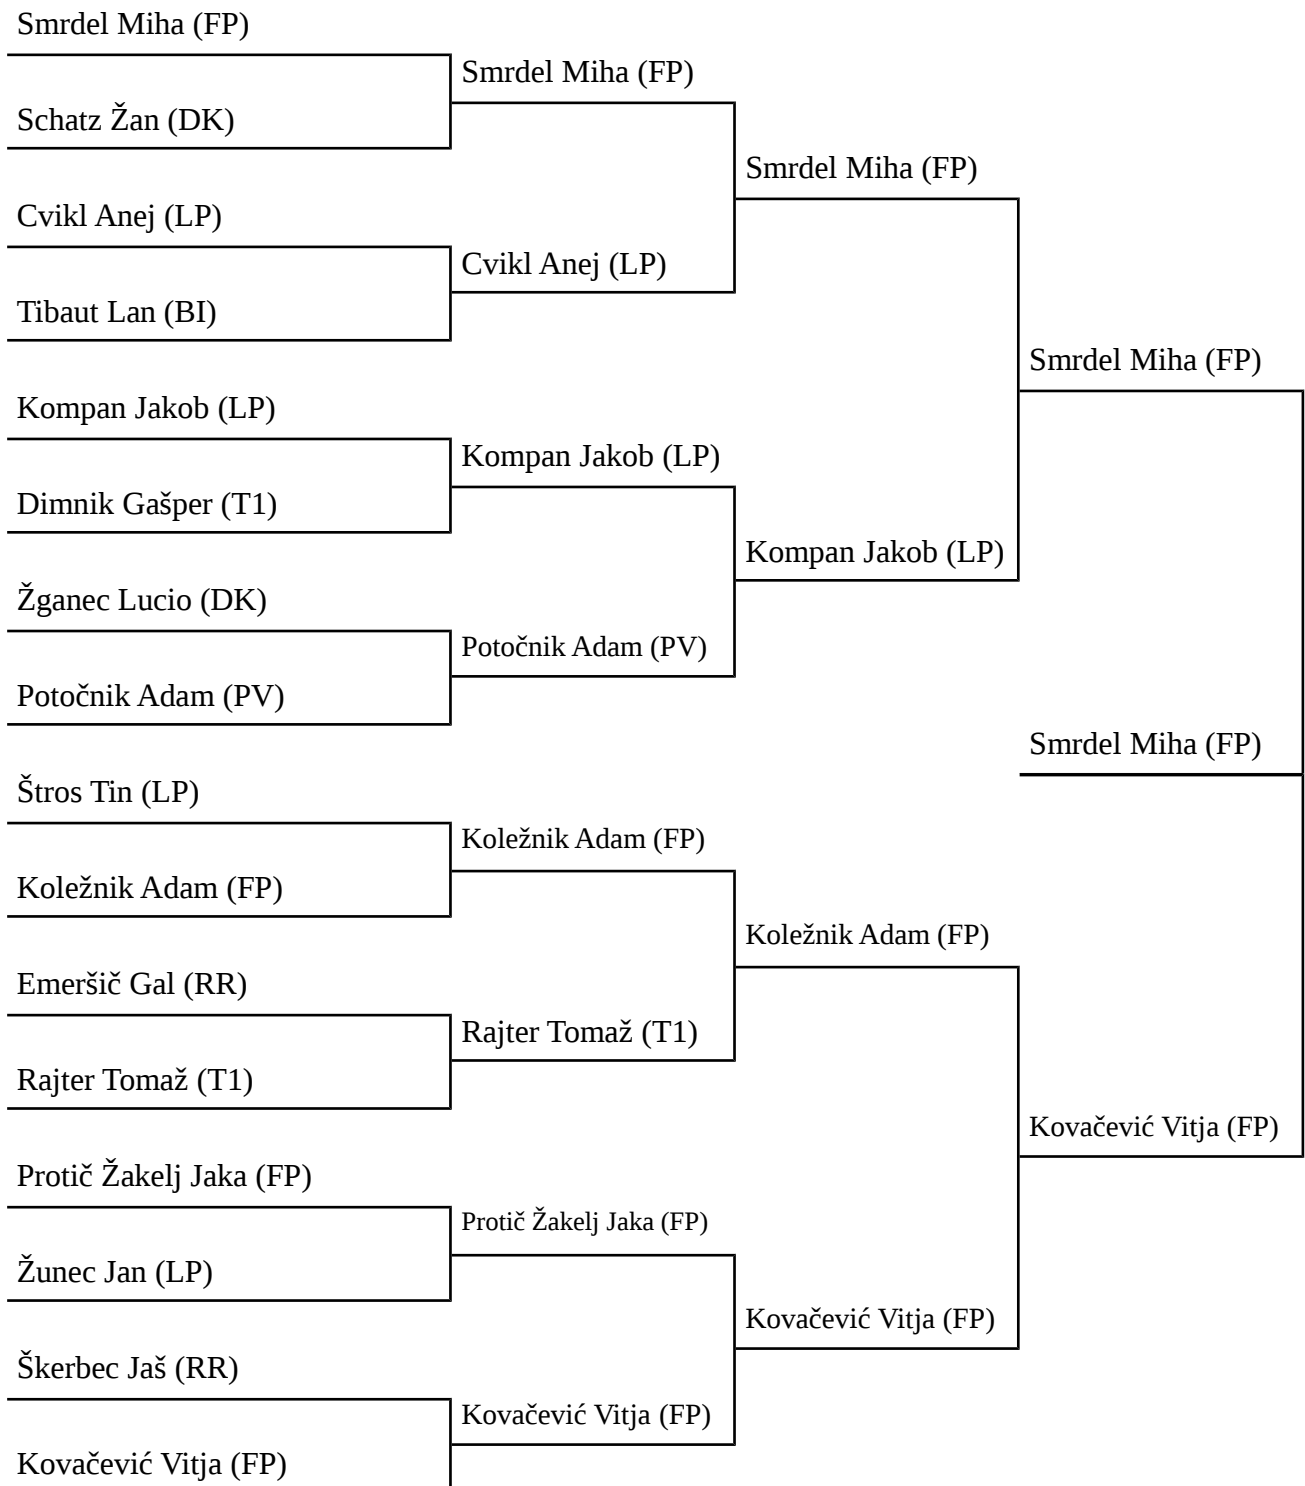 Smrdel Miha (FP)
Smrdel Miha (FP)
Schatz Žan (DK)
Smrdel Miha (FP)
Cvikl Anej (LP)
Cvikl Anej (LP)
Tibaut Lan (BI)
Smrdel Miha (FP)
Kompan Jakob (LP)
Kompan Jakob (LP)
Dimnik Gašper (T1)
Kompan Jakob (LP)
Žganec Lucio (DK)
Potočnik Adam (PV)
Potočnik Adam (PV)
Smrdel Miha (FP)
Štros Tin (LP)
Koležnik Adam (FP)
Koležnik Adam (FP)
Koležnik Adam (FP)
Emeršič Gal (RR)
Rajter Tomaž (T1)
Rajter Tomaž (T1)
Kovačević Vitja (FP)
Protič Žakelj Jaka (FP)
Protič Žakelj Jaka (FP)
Žunec Jan (LP)
Kovačević Vitja (FP)
Škerbec Jaš (RR)
Kovačević Vitja (FP)
Kovačević Vitja (FP)